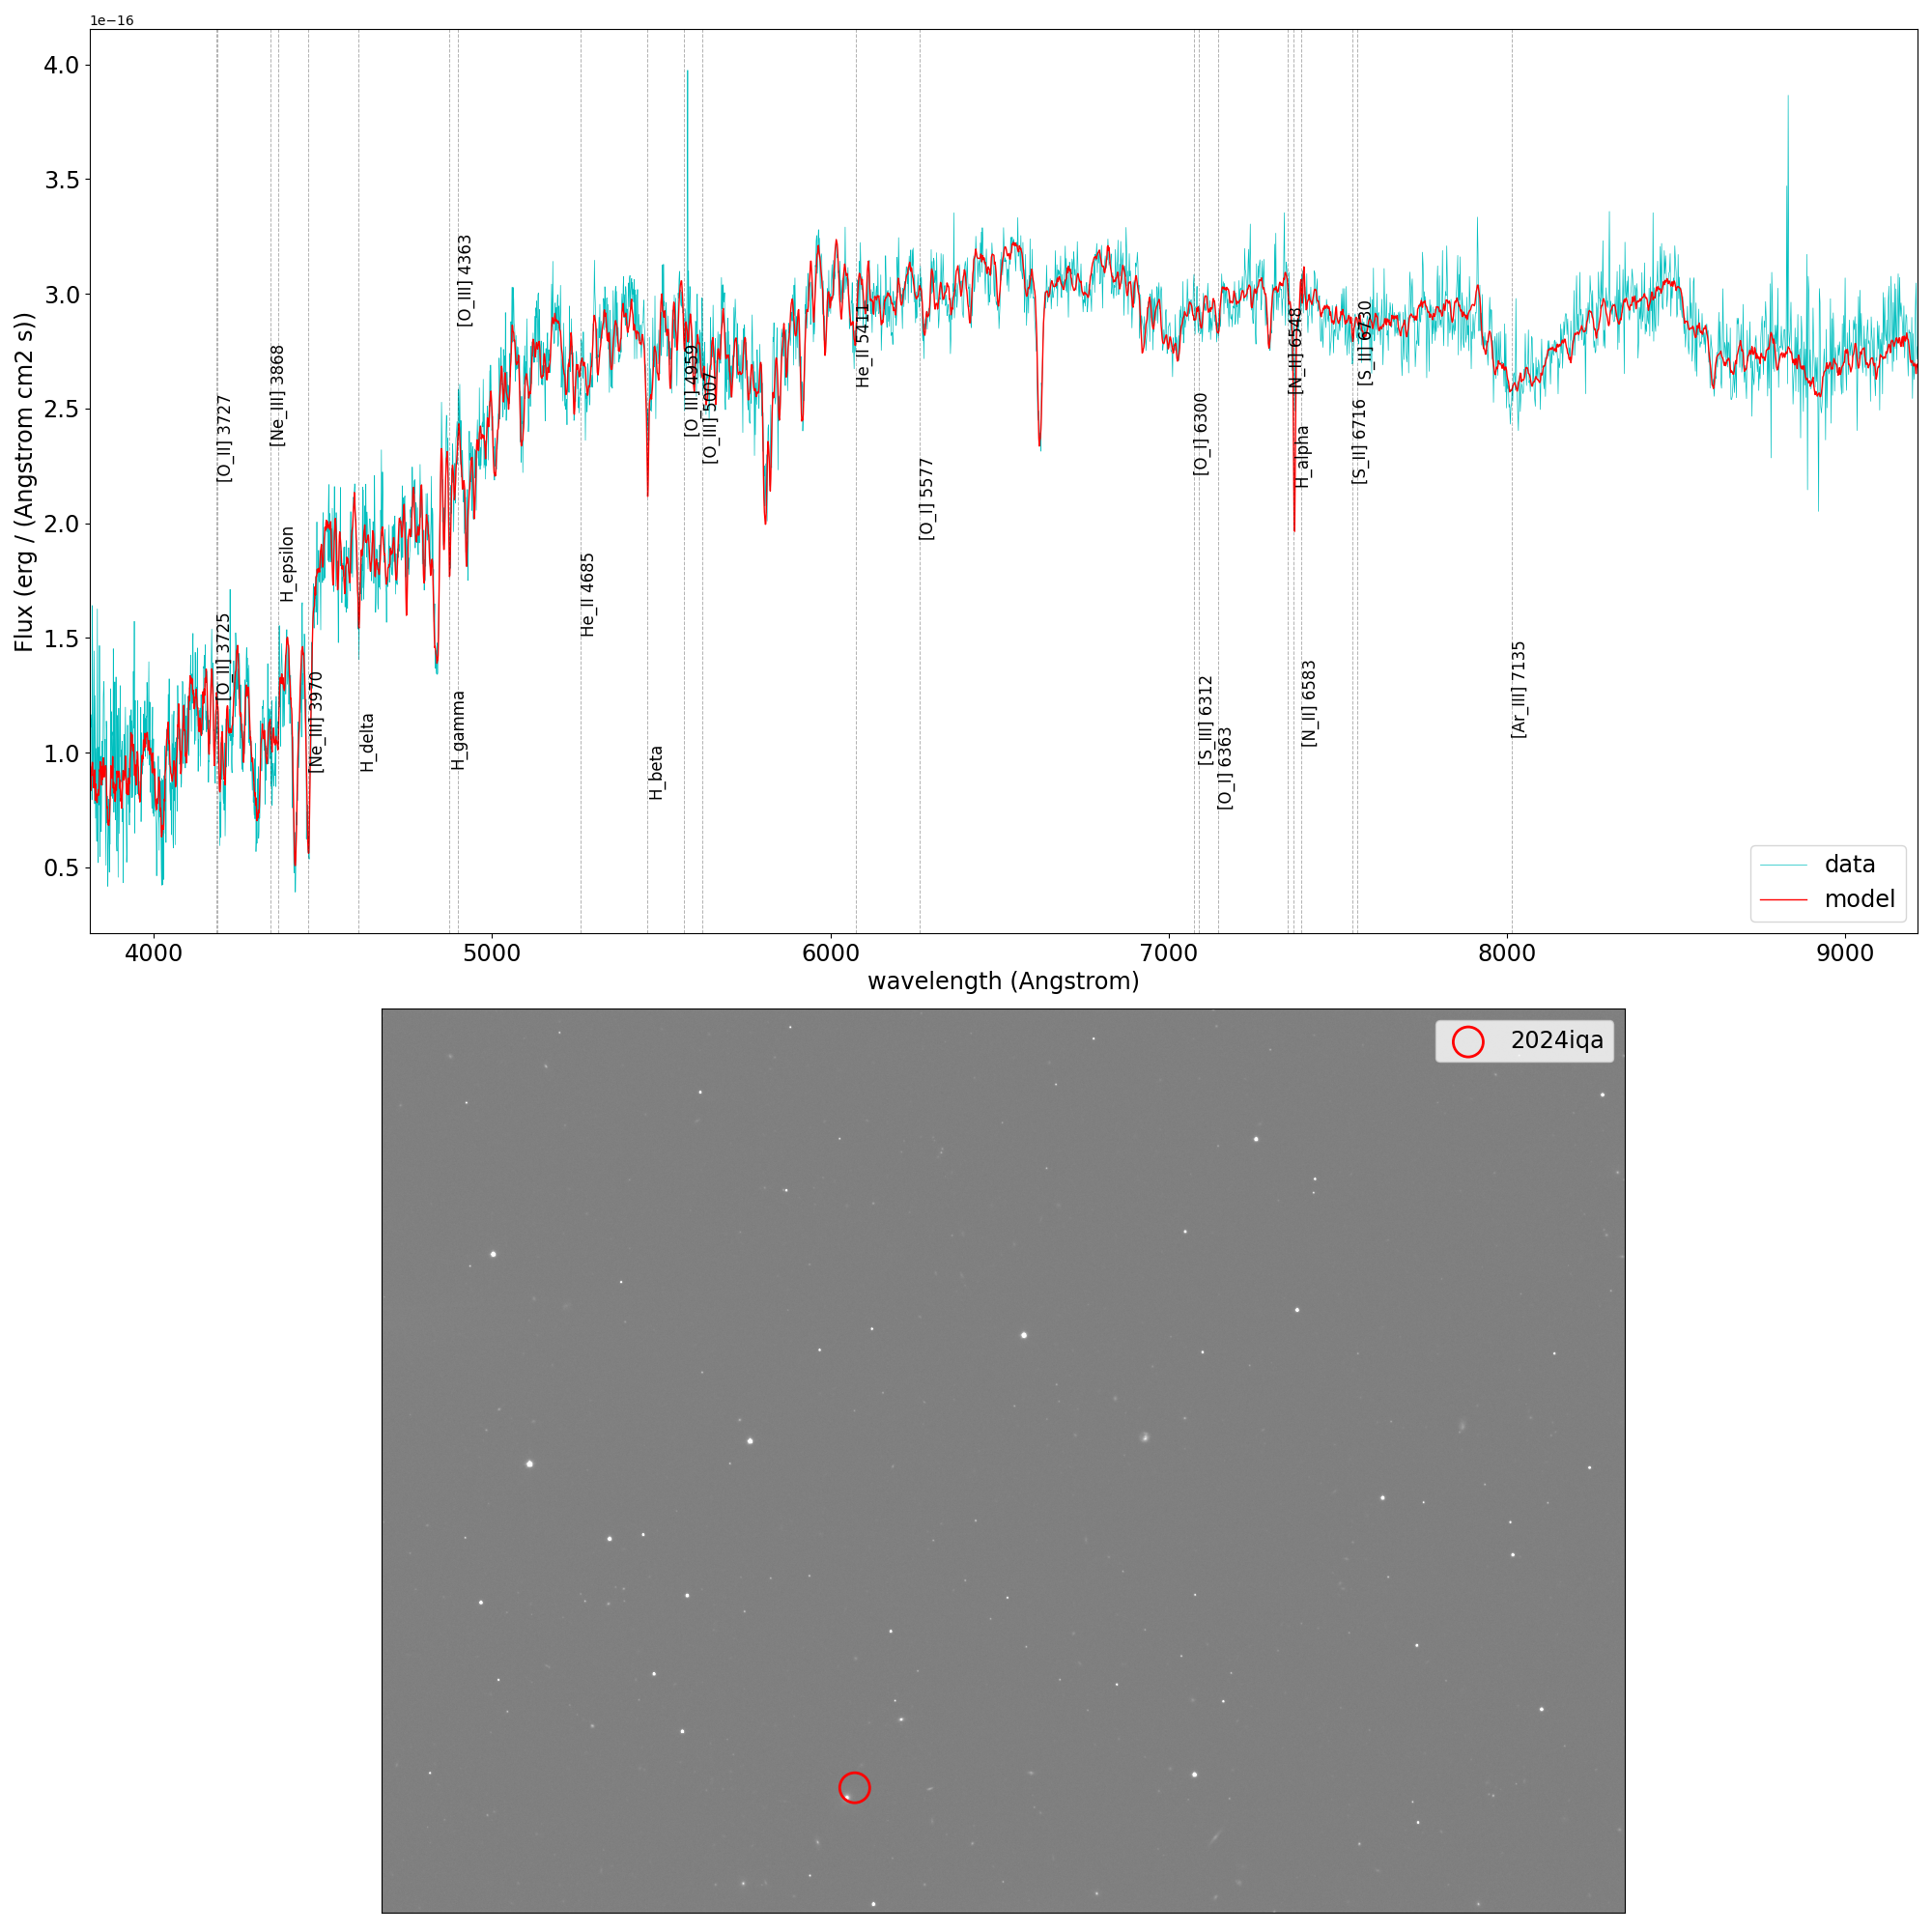 1e−16
4.0
3.5
3.0
2.5
2.0
1.5
1.0
0.5
Flux (erg / (Angstrom cm2 s))
[O_II] 3727
[O_II] 3725
[Ne_III] 3868
H_epsilon
[Ne_III] 3970
H_delta
[O_III] 4363
H_gamma
He_II 4685
H_beta
[O_III] 4959
[O_III] 5007
He_II 5411
[O_I] 5577
[O_I] 6300
[S_III] 6312
[O_I] 6363
[N_II] 6548
H_alpha
[N_II] 6583
[S_II] 6716
[S_II] 6730
[Ar_III] 7135
data
model
4000
5000
6000
7000
8000
9000
wavelength (Angstrom)
2024iqa